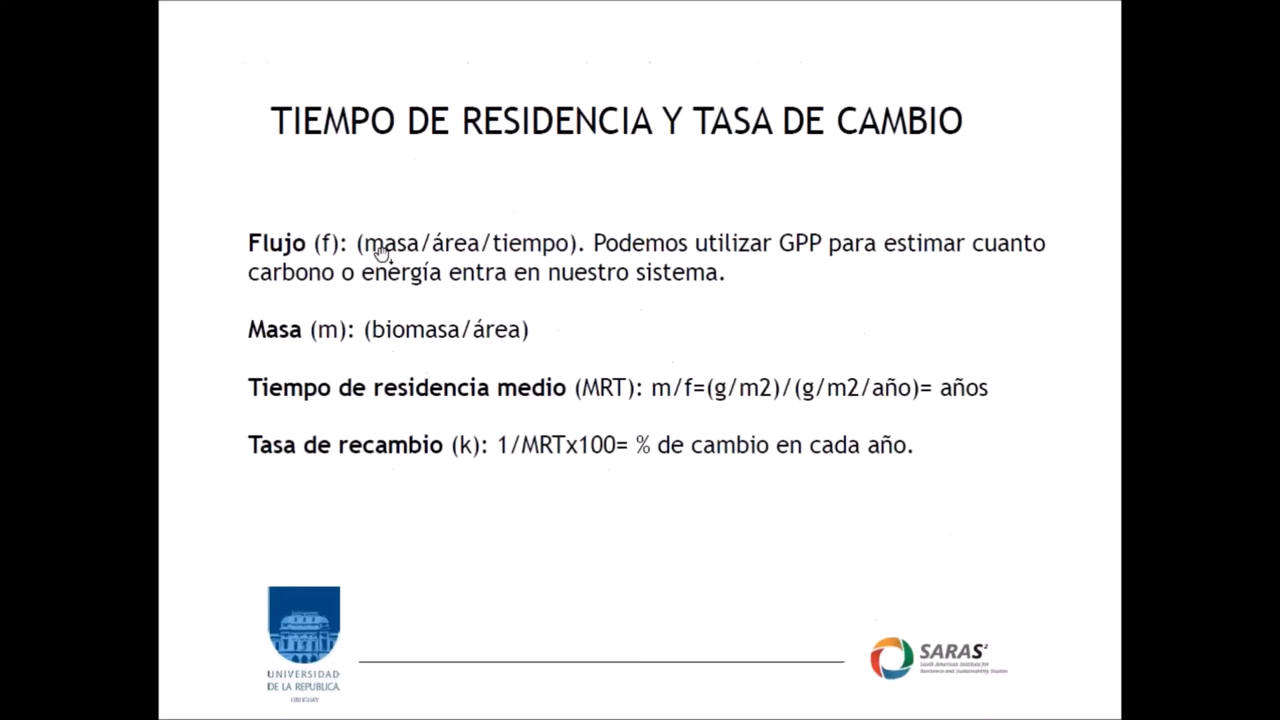 TIEMPO DE RESIDENCIA Y TASA DE CAMBIO
Flujo (f): (masa/área/tiempo). Podemos utilizar GPP para estimar cuanto
carbono o energía entra en nuestro sistema.
Masa (m): (biomasa/área)
Tiempo de residencia medio (MRT): m/f=(g/m2)/(g/m2/año)= años
Tasa de recambio (k): 1/MRTx100= % de cambio en cada año.
UNIVERSIDAD
DE LA REPUBLICA
URUGUAY
SARAS²
South American Institute for
Resilience and Sustainability Studies